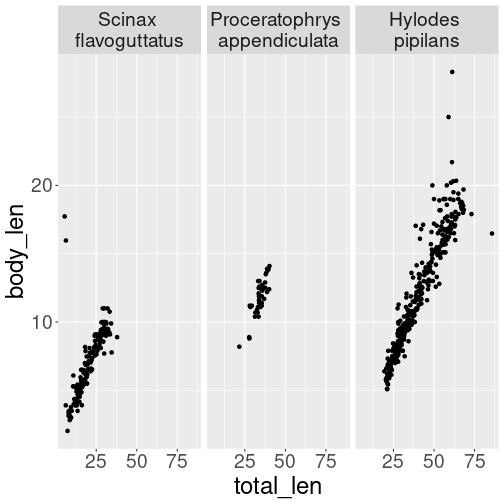 Scinax
flavoguttatus
Proceratophrys
appendiculata
Hylodes
pipilans
20
10
body_len
25 50 75 25 50 75 25 50 75
total_len